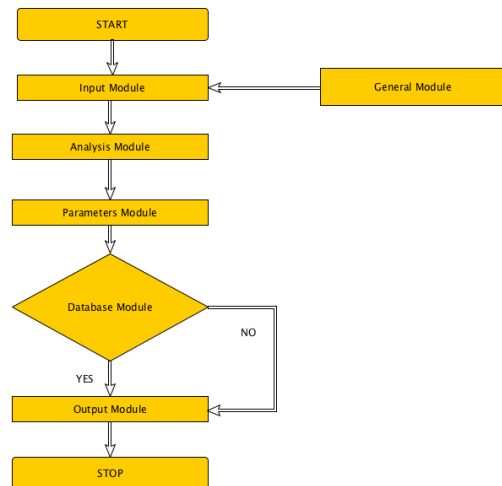 START
Input Module
General Module
Analysis Module
Parameters Module
Database Module
NO
YES
Output Module
STOP